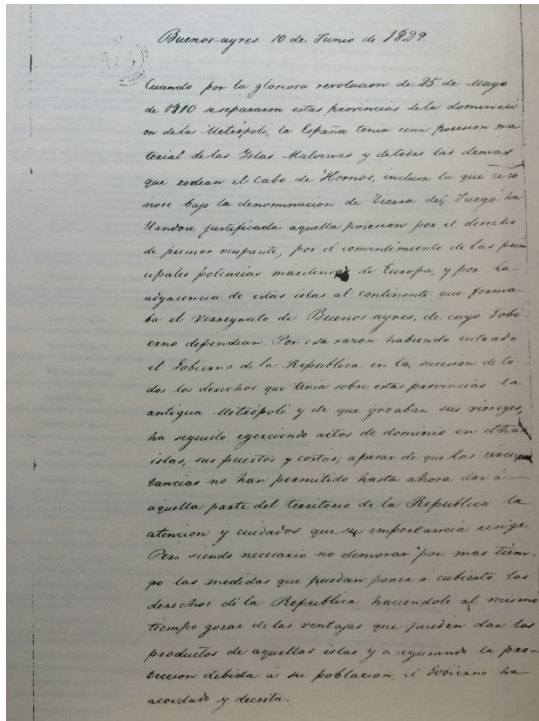 Buenos-ayres 10 de Junio de 1829.
Cuando por la gloriosa revolucion de 25 de Mayo
de 1810 se separaron estas provincias de la dominaci
on de la Metrópoli, la España tenia una posesion ma
terial de las Islas Malvinas y de todas las demas
que rodean el Cabo de Hornos, inclusa la que se co
nose bajo la denominacion de Tierra del Fuego: ha
llandose justificada aquella posesion por el derecho
de primer ocupante, por el consentimiento de las prin
cipales potencias maritimas de Europa, y por la
adyacencia de estas islas al continente que forma-
ba el Virreynato de Buenos-ayres, de cuyo Gobi
erno dependian. Por esta razon habiendo entrado
el Gobierno de la Republica en la sucesion de to
dos los derechos que tenia sobre estas provincias la
antigua Metrópoli y de que gozaban sus virreyes,
ha seguido egerciendo actos de dominio en dhas
islas, sus puertos y costas; apesar de que las circuns
tancias no han permitido hasta ahora dar á-
aquella parte del territorio de la Republica la
atencion y cuidados que su importancia exige
Pero siendo necesario no demorar por mas tiem-
po las medidas que puedan poner á cubierto los
derechos de la Republica haciendole al mismo
tiempo gozar de las ventajas que pueden dar los
productos de aquellas islas y asegurando la pro-
teccion debida á su poblacion, el Gobierno ha
acordado y decreta.